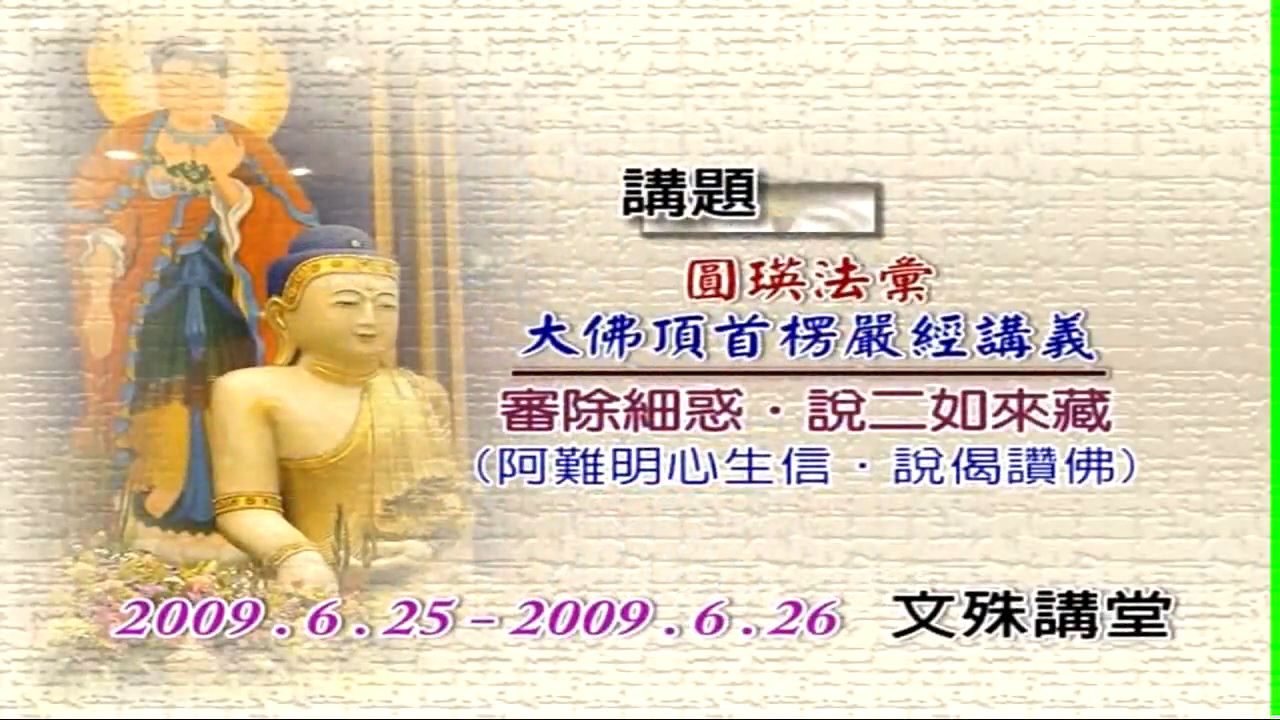 講題
圓瑛法彙
大佛頂首楞嚴經講義
審除細惑．說二如來藏
（阿難明心生信．說偈讚佛）
2009 . 6 . 25 – 2009 . 6 . 26 文殊講堂